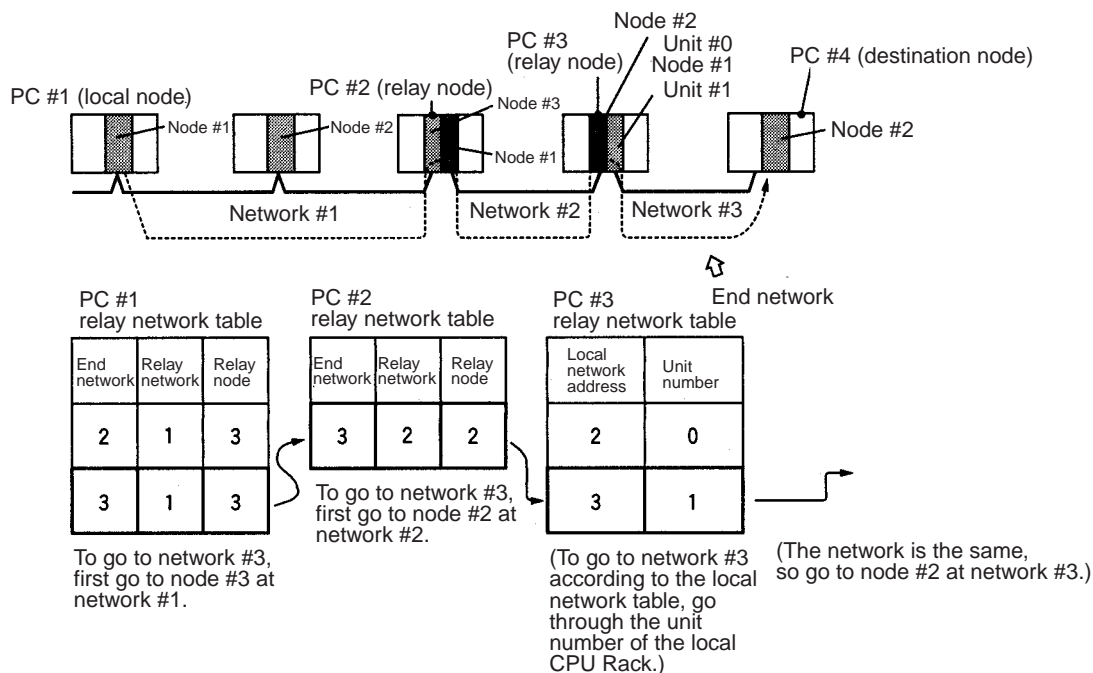 Node #2
PC #3
(relay node)
Unit #0
Node #1
Unit #1
PC #4 (destination node)
PC #1 (local node)
PC #2 (relay node)
Node #1
Node #2
Node #3
Node #1
Node #2
Network #1
Network #2
Network #3
End network
PC #1
relay network table
End network
Relay network
Relay node
2 1 3
3 1 3
To go to network #3,
first go to node #3 at
network #1.
PC #2
relay network table
End network
Relay network
Relay node
3 2 2
To go to network #3,
first go to node #2 at
network #2.
PC #3
relay network table
Local network address
Unit number
2 0
3 1
(To go to network #3
according to the local
network table, go
through the unit
number of the local
CPU Rack.)
(The network is the same,
so go to node #2 at network #3.)